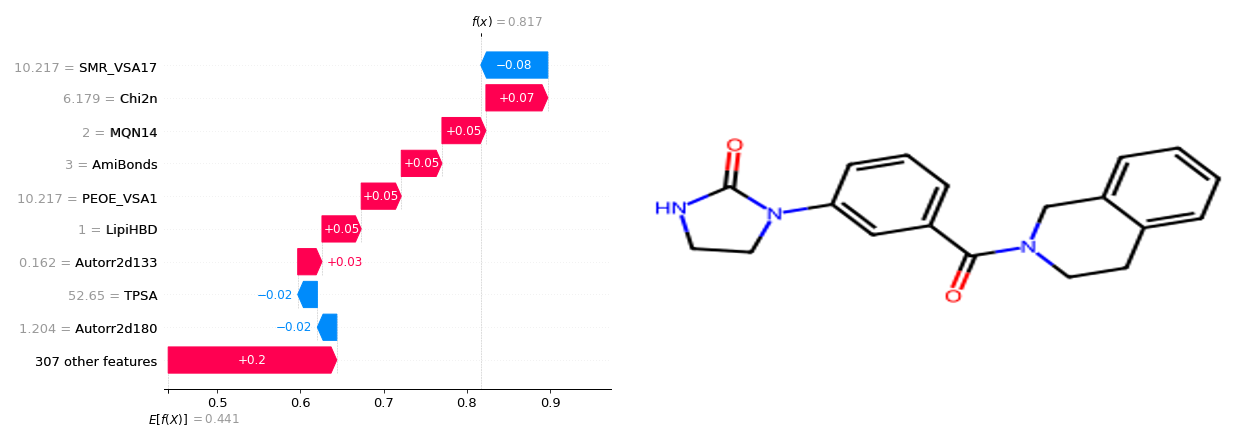 f(x) = 0.817
10.217 = SMR_VSA17
−0.08
6.179 = Chi2n
+0.07
2 = MQN14
+0.05
3 = AmiBonds
+0.05
10.217 = PEOE_VSA1
+0.05
1 = LipiHBD
+0.05
0.162 = Autorr2d133
+0.03
52.65 = TPSA
−0.02
1.204 = Autorr2d180
−0.02
307 other features
+0.2
0.5 0.6 0.7 0.8 0.9
E[f(X)] = 0.441
O
HN
N
N
O